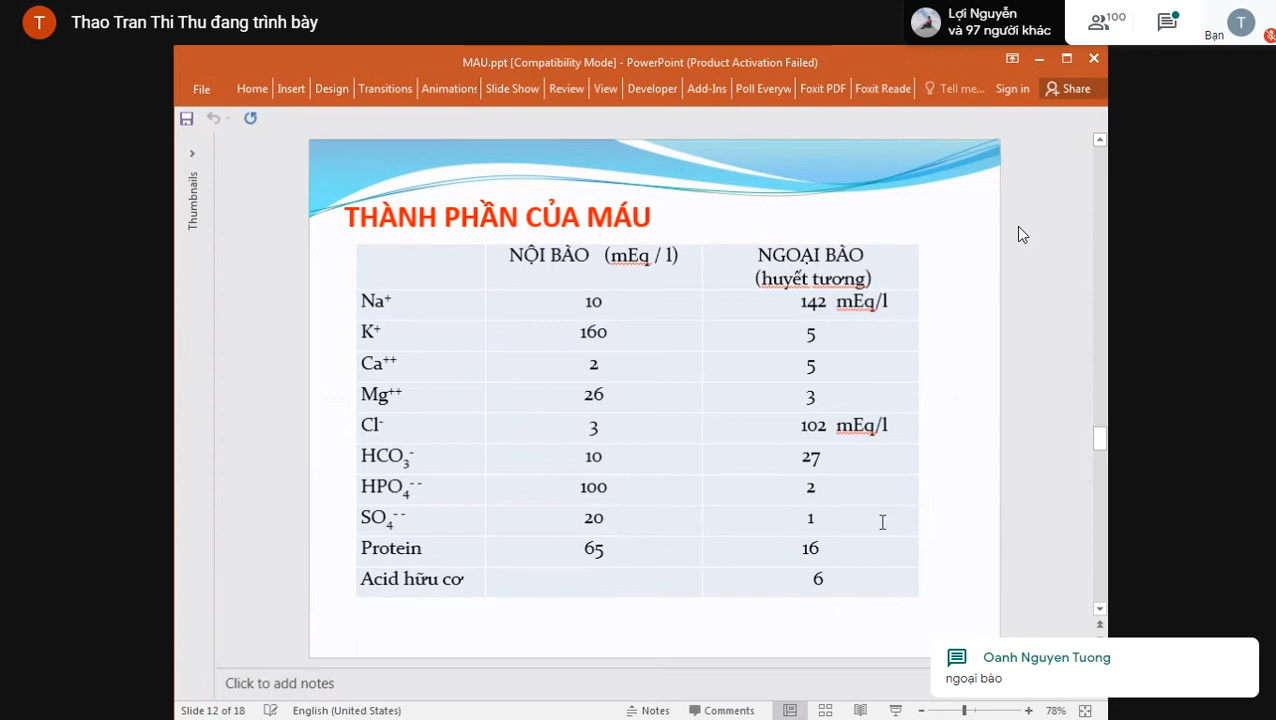 T Thao Tran Thi Thu đang trình bày
Lợi Nguyễn
và 97 người khác
100
T
Bạn
MAU.ppt [Compatibility Mode] - PowerPoint (Product Activation Failed)
File Home Insert Design Transitions Animations Slide Show Review View Developer Add-Ins Poll Everyw Foxit PDF Foxit Reade Tell me... Sign in Share
Thumbnails
THÀNH PHẦN CỦA MÁU
NỘI BÀO (mEq / l) NGOẠI BÀO
(huyết tương)
Na⁺ 10 142 mEq/l
K⁺ 160 5
Ca⁺⁺ 2 5
Mg⁺⁺ 26 3
Cl⁻ 3 102 mEq/l
HCO₃⁻ 10 27
HPO₄⁻⁻ 100 2
SO₄⁻⁻ 20 1
Protein 65 16
Acid hữu cơ 6
Oanh Nguyen Tuong
ngoại bào
Click to add notes
Slide 12 of 18 English (United States) Notes Comments 78%